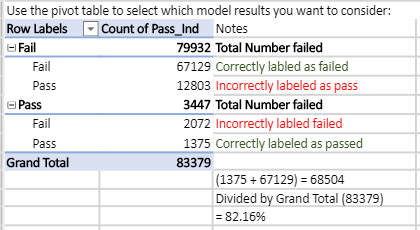 Use the pivot table to select which model results you want to consider:
Row Labels Count of Pass_Ind Notes
Fail 79932 Total Number failed
Fail 67129 Correctly labled as failed
Pass 12803 Incorrectly labeled as pass
Pass 3447 Total Number failed
Fail 2072 Incorrectly labled failed
Pass 1375 Correctly labeled as passed
Grand Total 83379
(1375 + 67129) = 68504
Divided by Grand Total (83379)
= 82.16%